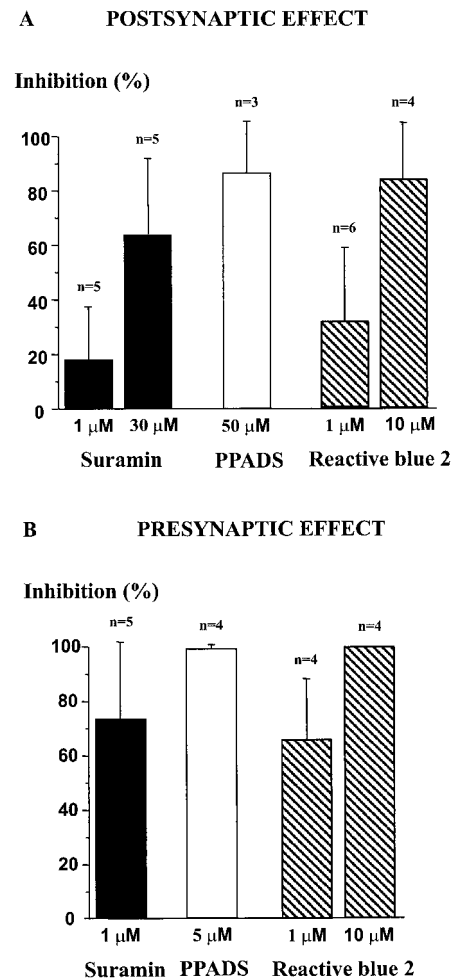 A POSTSYNAPTIC EFFECT
Inhibition (%)
n=3
n=4
100
n=5
80
60
n=6
40
n=5
20
0
1 µM 30 µM 50 µM 1 µM 10 µM
Suramin PPADS Reactive blue 2
B PRESYNAPTIC EFFECT
Inhibition (%)
n=5 n=4 n=4
100
n=4
80
60
40
20
0
1 µM 5 µM 1 µM 10 µM
Suramin PPADS Reactive blue 2